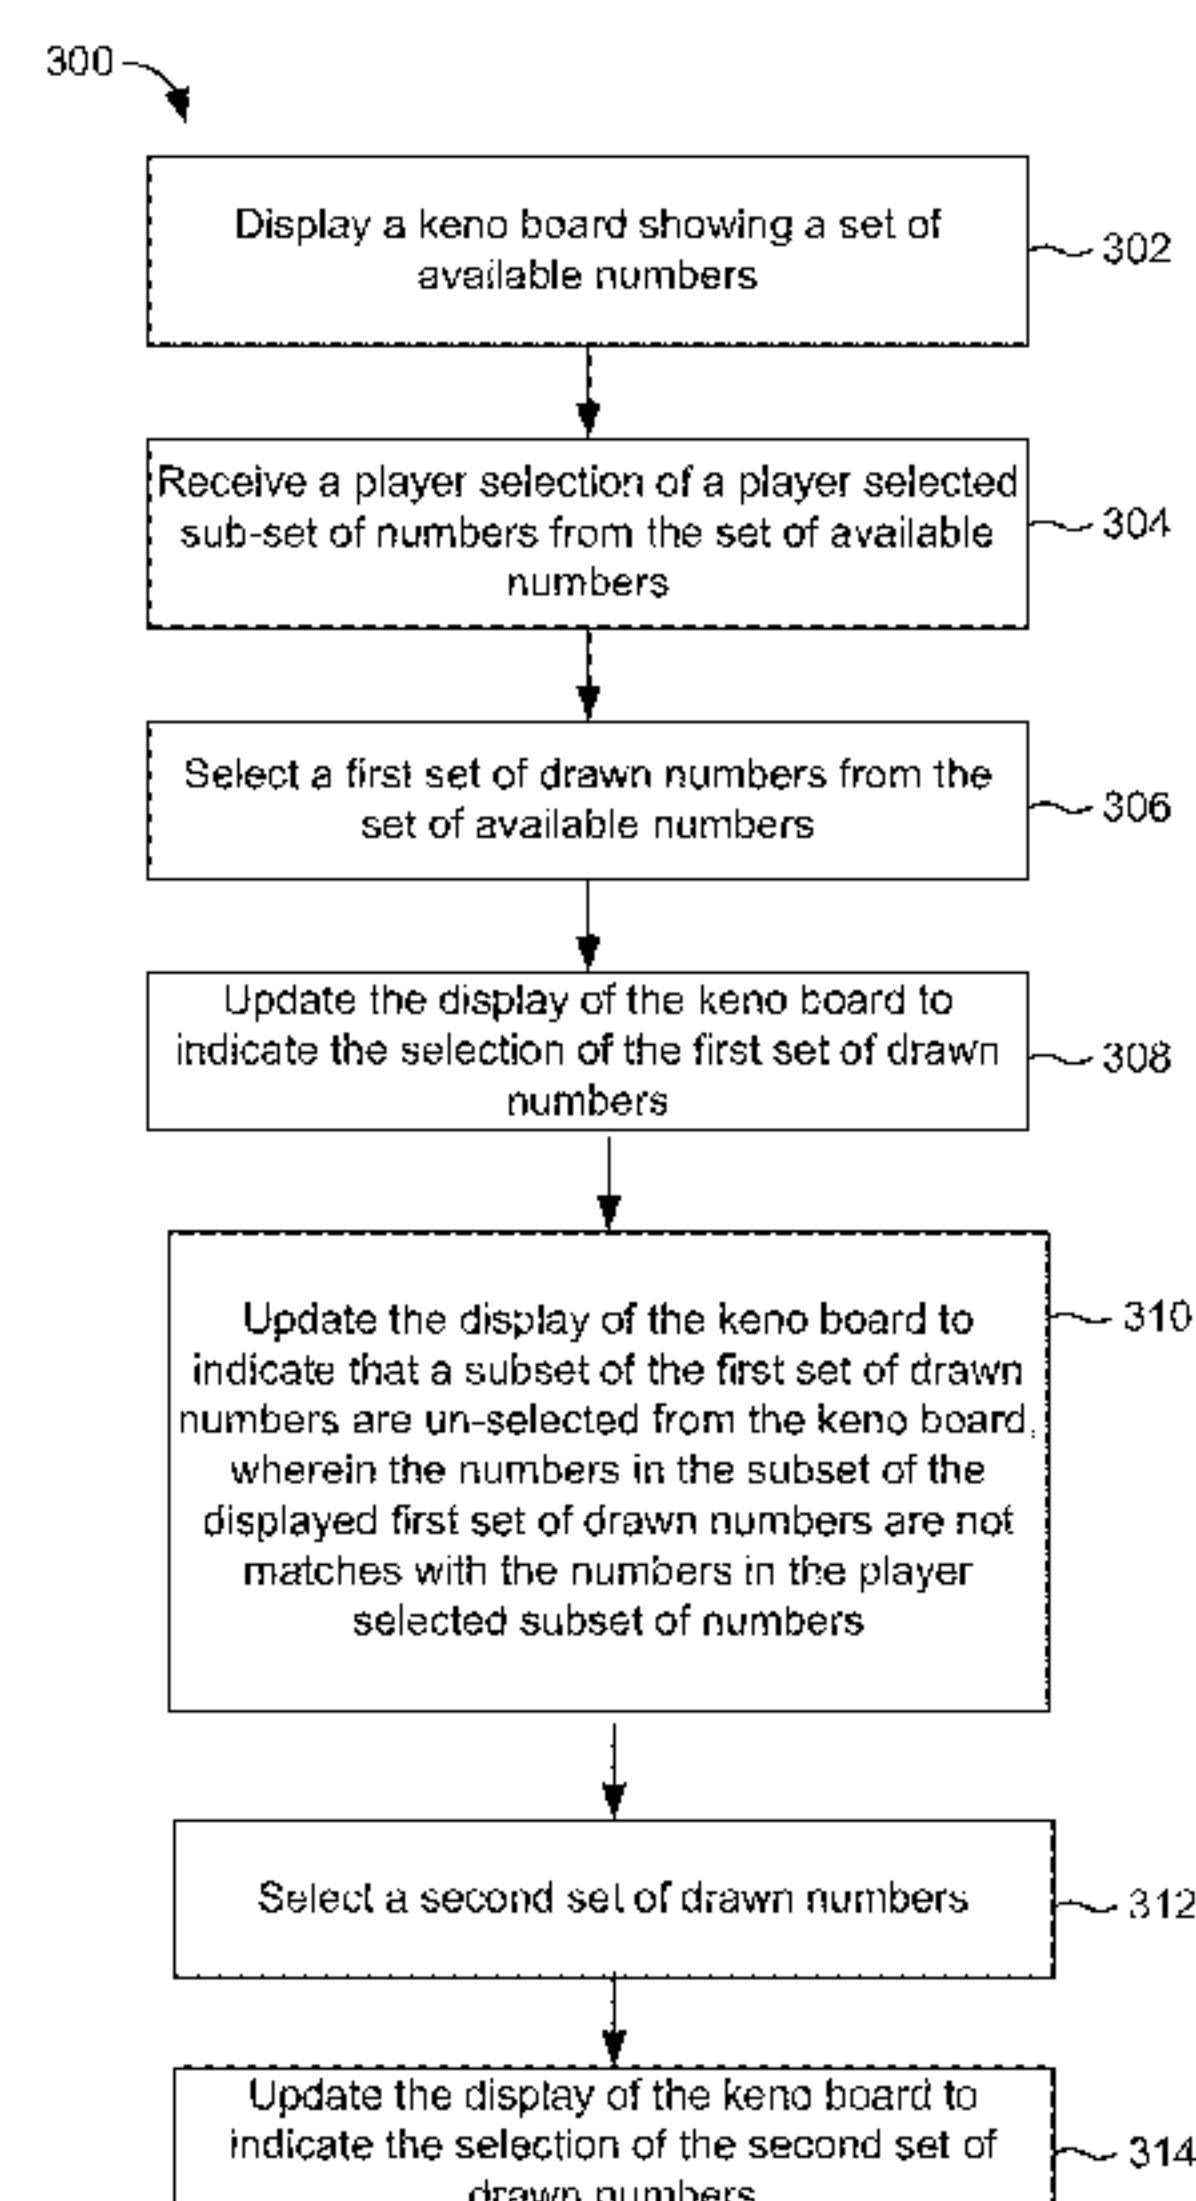 300
Display a keno board showing a set of
available numbers
302
Receive a player selection of a player selected
sub-set of numbers from the set of available
numbers
304
Select a first set of drawn numbers from the
set of available numbers
306
Update the display of the keno board to
indicate the selection of the first set of drawn
numbers
308
Update the display of the keno board to
indicate that a subset of the first set of drawn
numbers are un-selected from the keno board,
wherein the numbers in the subset of the
displayed first set of drawn numbers are not
matches with the numbers in the player
selected subset of numbers
310
Select a second set of drawn numbers
312
Update the display of the keno board to
indicate the selection of the second set of
drawn numbers
314